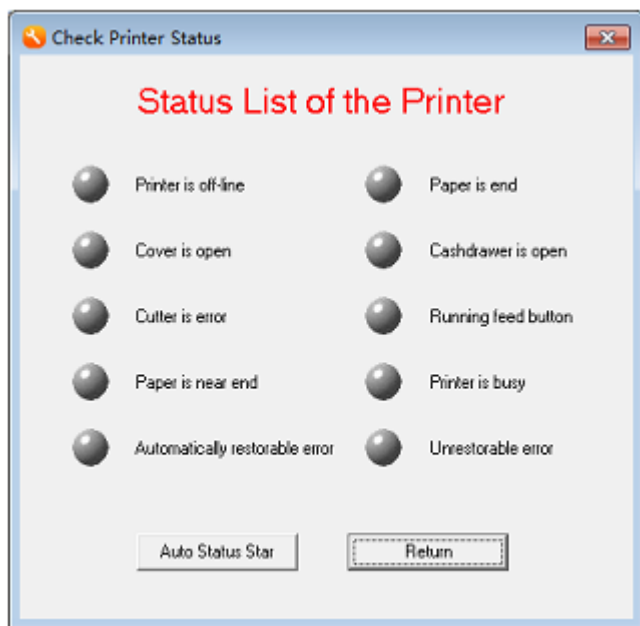 Check Printer Status
Status List of the Printer
Printer is off-line
Paper is end
Cover is open
Cashdrawer is open
Cutter is error
Running feed button
Paper is near end
Printer is busy
Automatically restorable error
Unrestorable error
Auto Status Star
Return